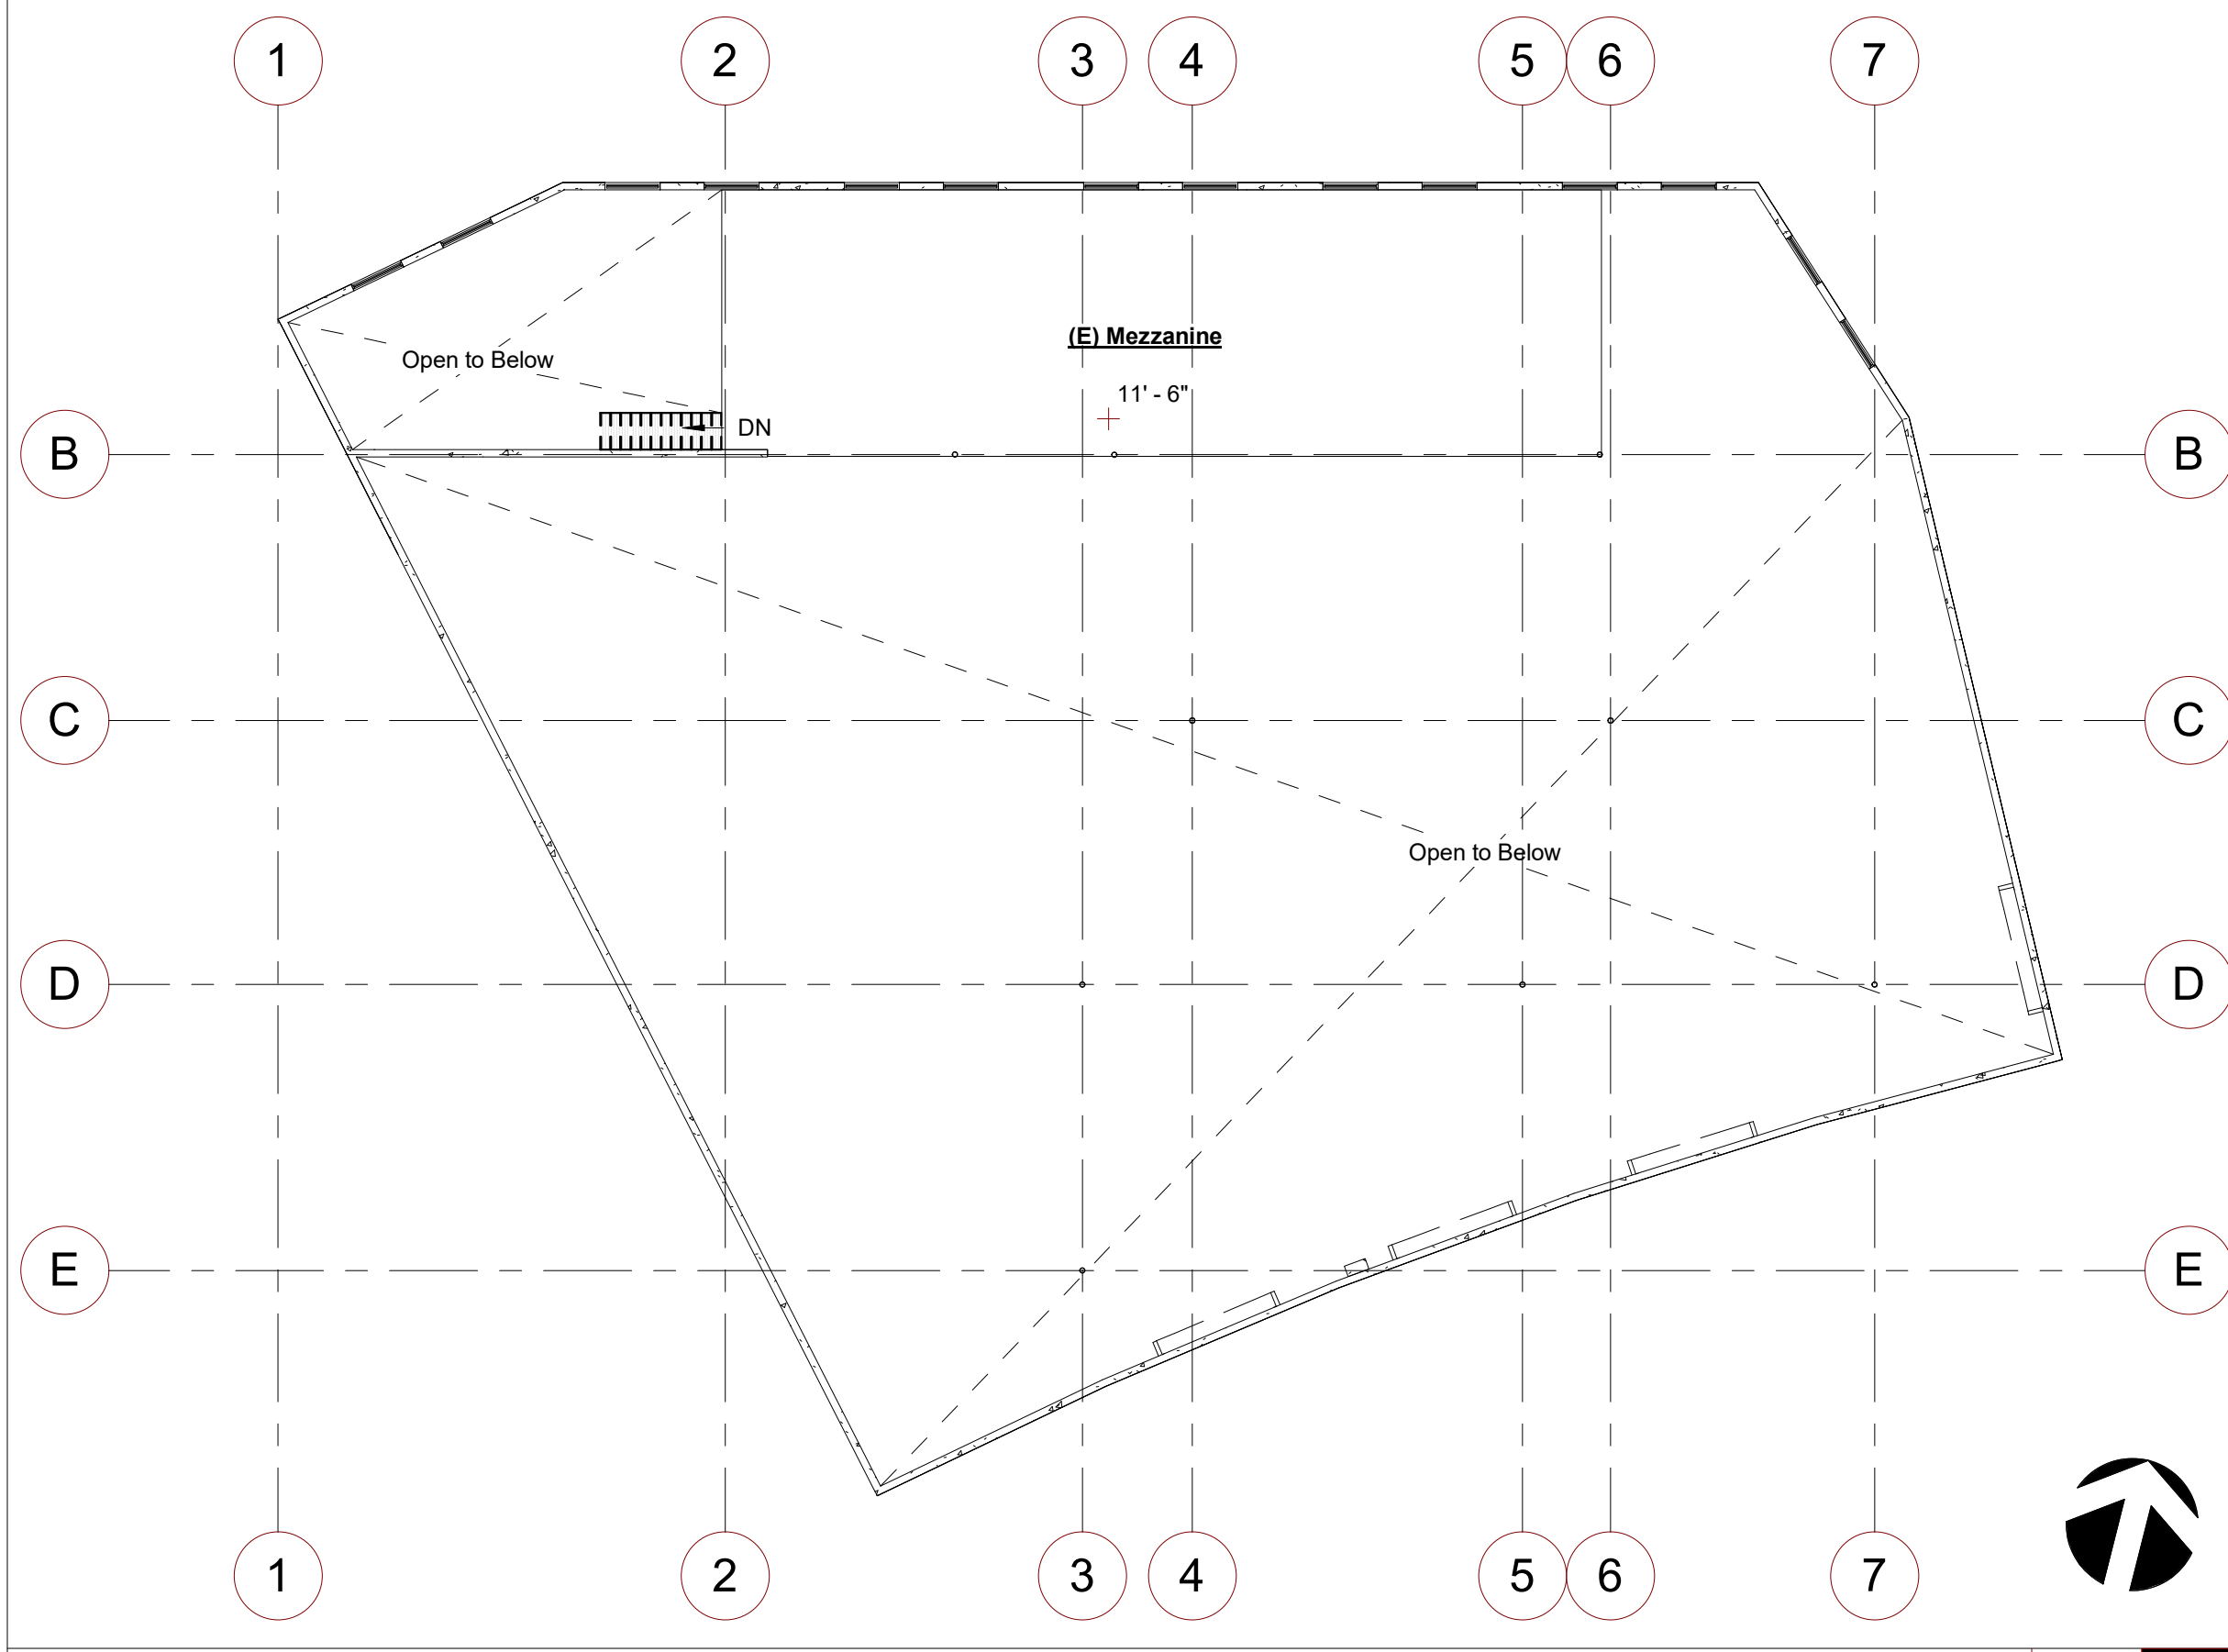 1 2 3 4 5 6 7
(E) Mezzanine
Open to Below
11' - 6"
DN
B B
C C
Open to Below
D D
E E
1 2 3 4 5 6 7